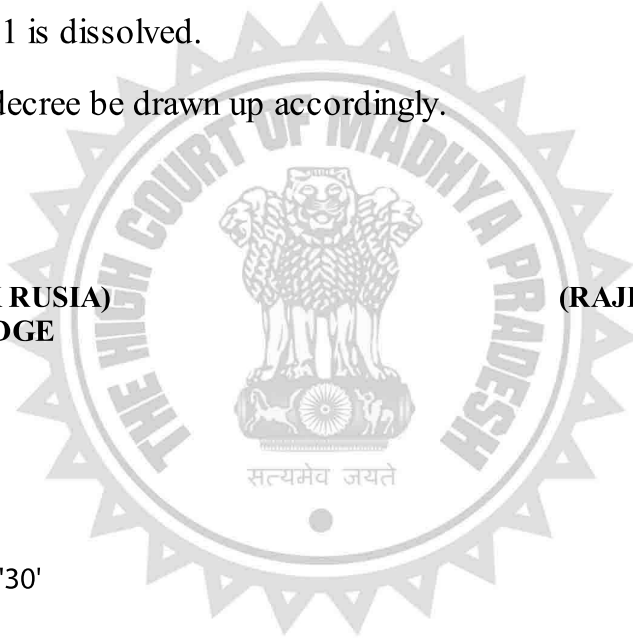 1 is dissolved.
decree be drawn up accordingly.
THE HIGH COURT OF MADHYA PRADESH
RUSIA)
(RAJ
DGE
सत्यमेव जयते
'30'